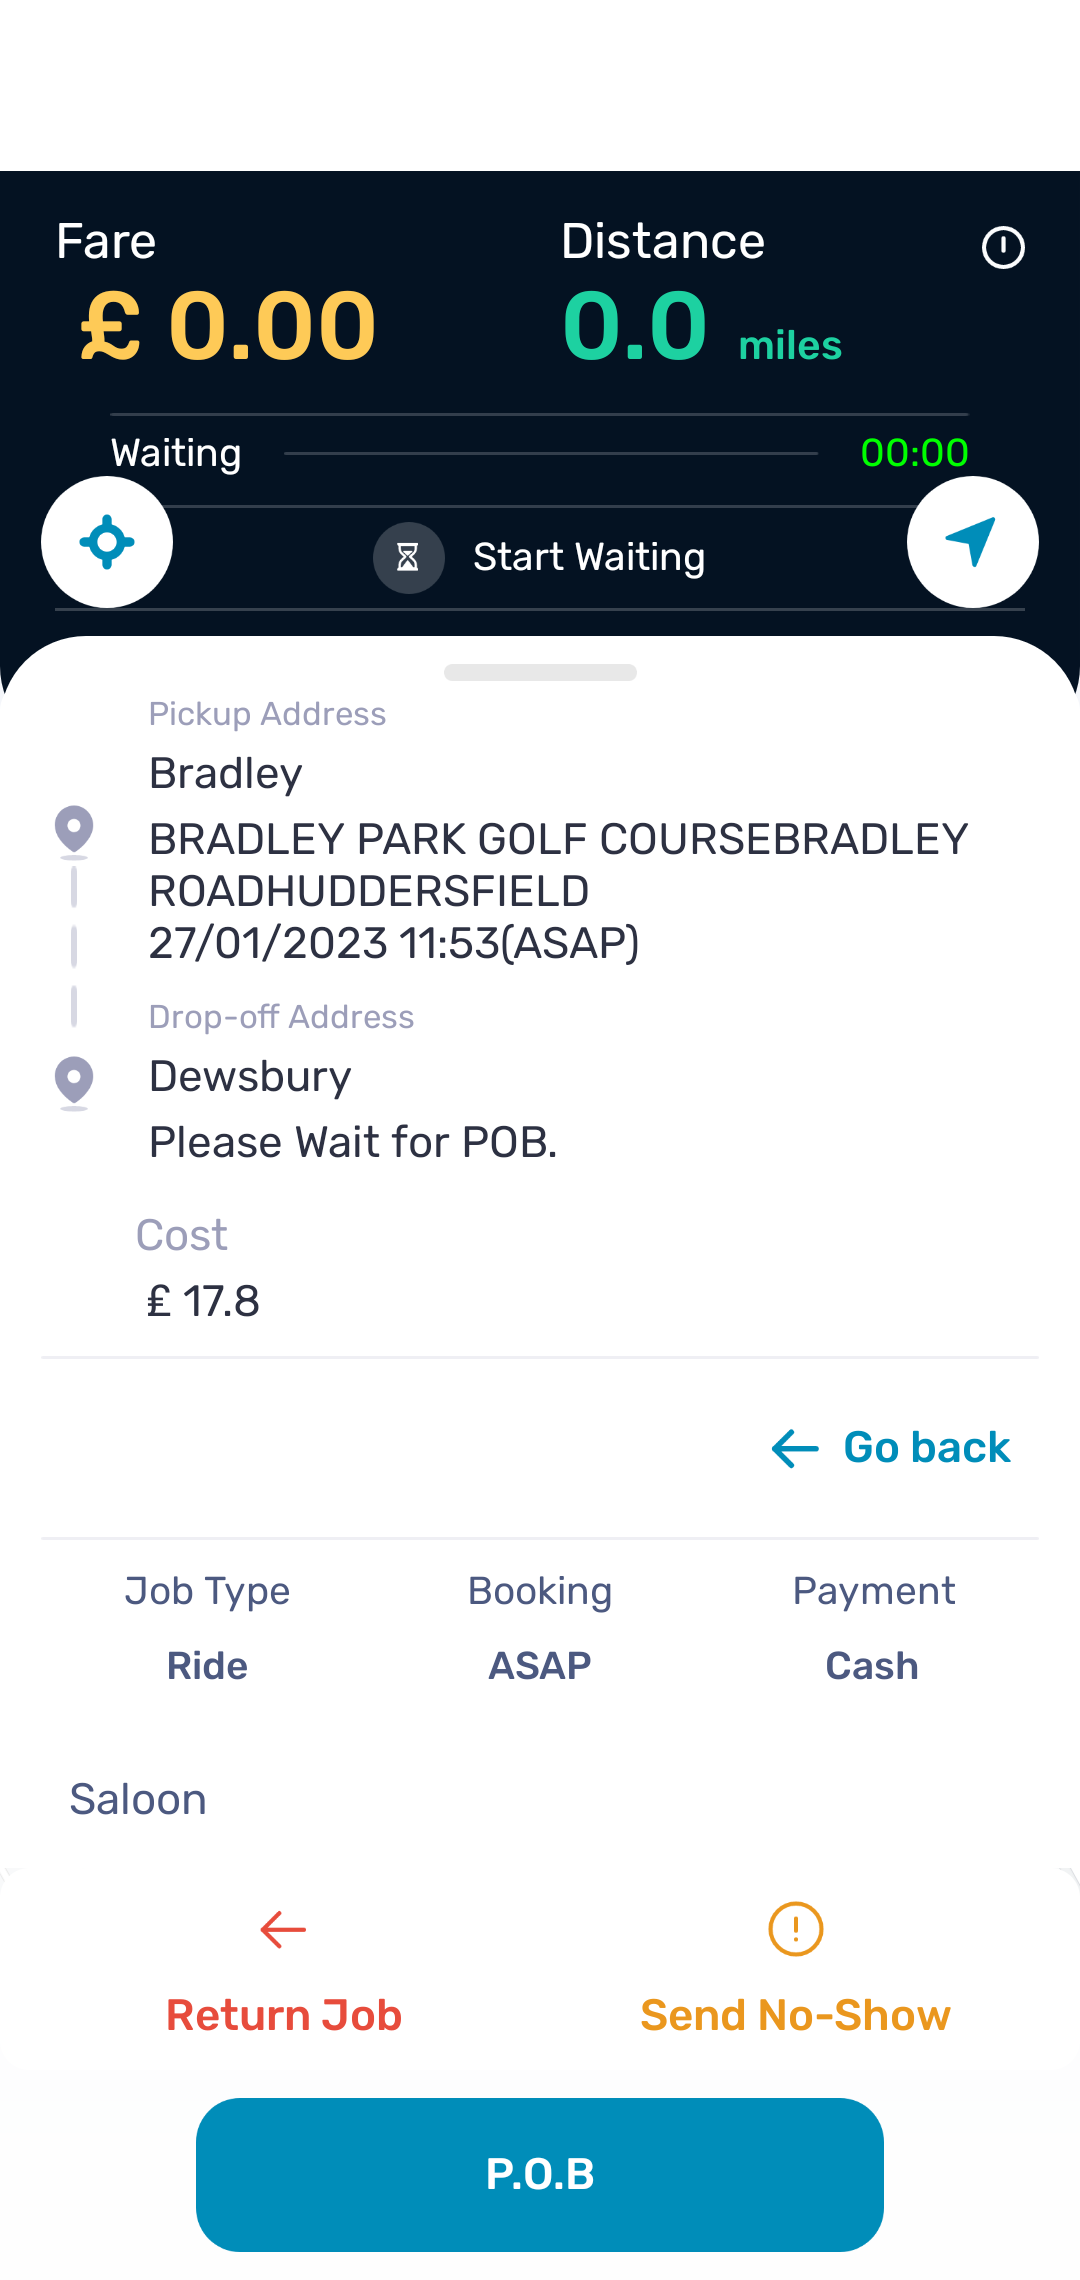 Fare
Distance
£ 0.00
0.0 miles
Waiting
00:00
Start Waiting
Pickup Address
Bradley
BRADLEY PARK GOLF COURSEBRADLEY
ROADHUDDERSFIELD
27/01/2023 11:53(ASAP)
Drop-off Address
Dewsbury
Please Wait for POB.
Cost
₤ 17.8
Go back
Job Type
Booking
Payment
Ride
ASAP
Cash
Saloon
Return Job
Send No-Show
P.O.B